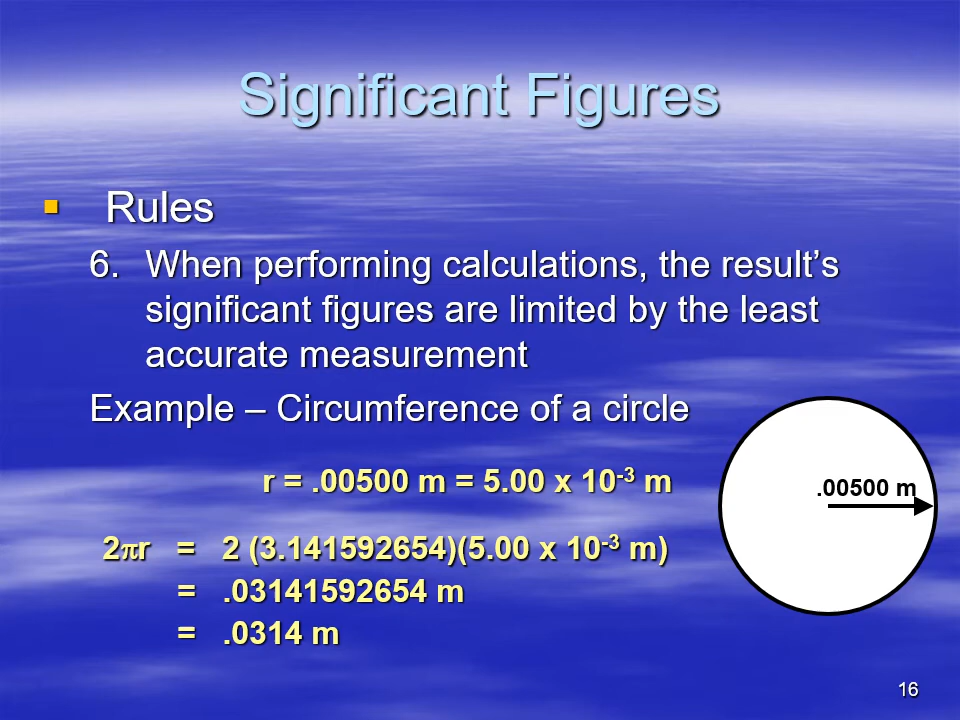 Significant Figures
▪ Rules
6. When performing calculations, the result’s
significant figures are limited by the least
accurate measurement
Example – Circumference of a circle
r = .00500 m = 5.00 x 10⁻³ m
.00500 m
2πr = 2 (3.141592654)(5.00 x 10⁻³ m)
= .03141592654 m
= .0314 m
16